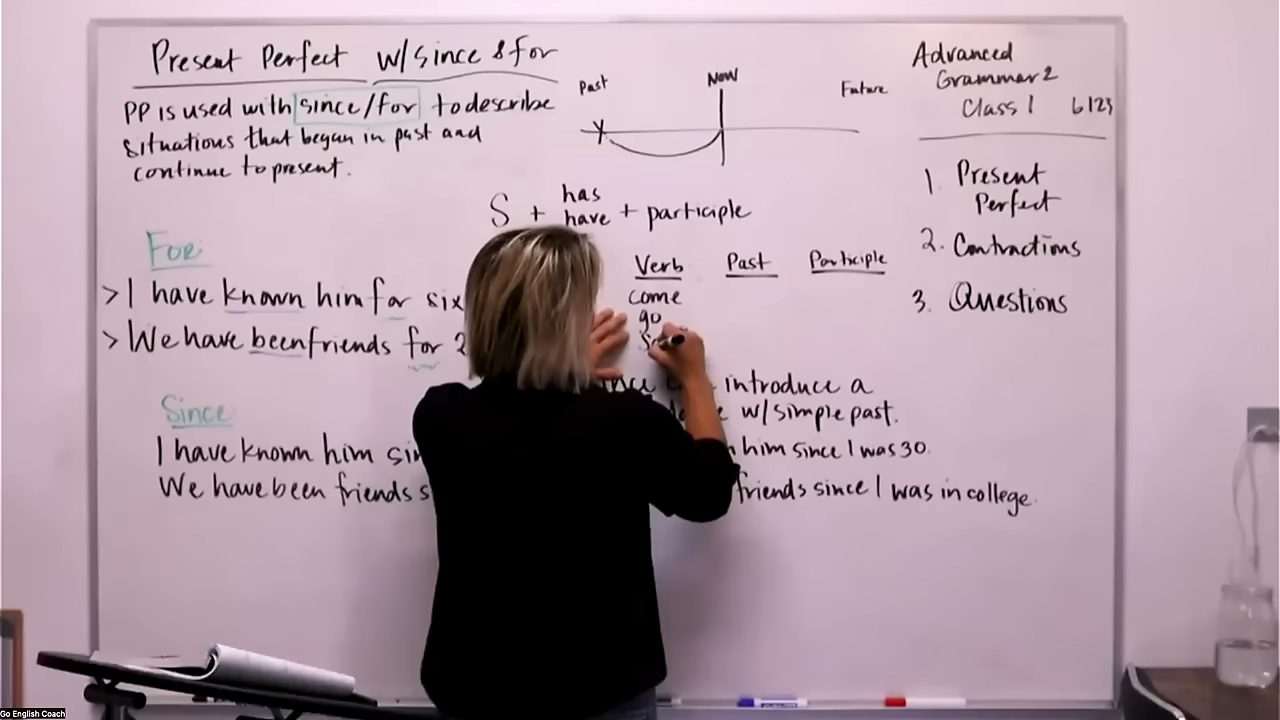 Present Perfect w/since & for
PP is used with since/for to describe
situations that began in past and
continue to present.
Past Now Future
S + has
have + participle
For
> I have known him for six
> We have been friends for 2
Verb Past Participle
come
go
Since
I have known him
We have been friends
introduce a
w/simple past.
him since I was 30.
friends since I was in college.
Advanced
Grammar 2
Class 1 6123
1. Present
Perfect
2. Contractions
3. Questions
Go English Coach